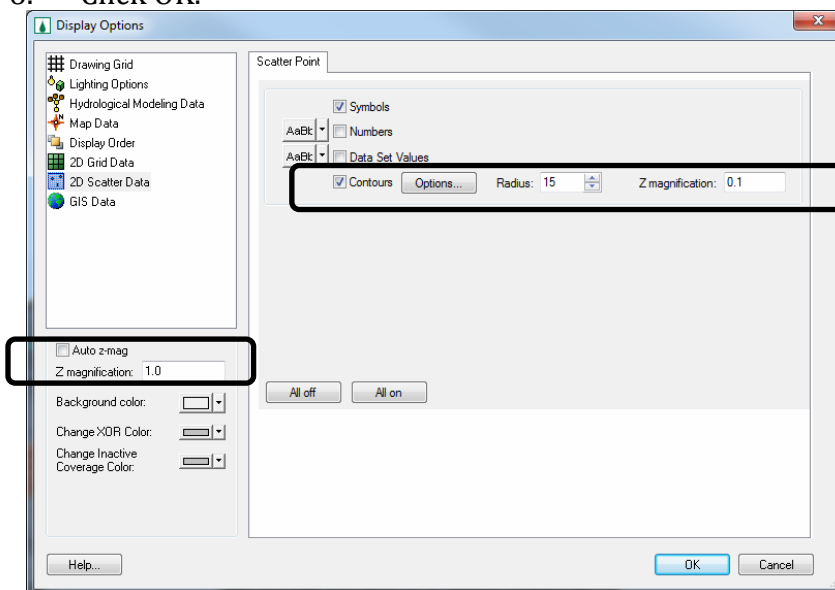 Click OK.
Display Options
Drawing Grid
Lighting Options
Hydrological Modeling Data
Map Data
Display Order
2D Grid Data
2D Scatter Data
GIS Data
Auto z-mag
Z magnification: 1.0
Background color:
Change XOR Color:
Change Inactive
Coverage Color:
Scatter Point
Symbols
AaBb Numbers
AaBb Data Set Values
Contours Options... Radius: 15 Z magnification: 0.1
All off All on
Help... OK Cancel